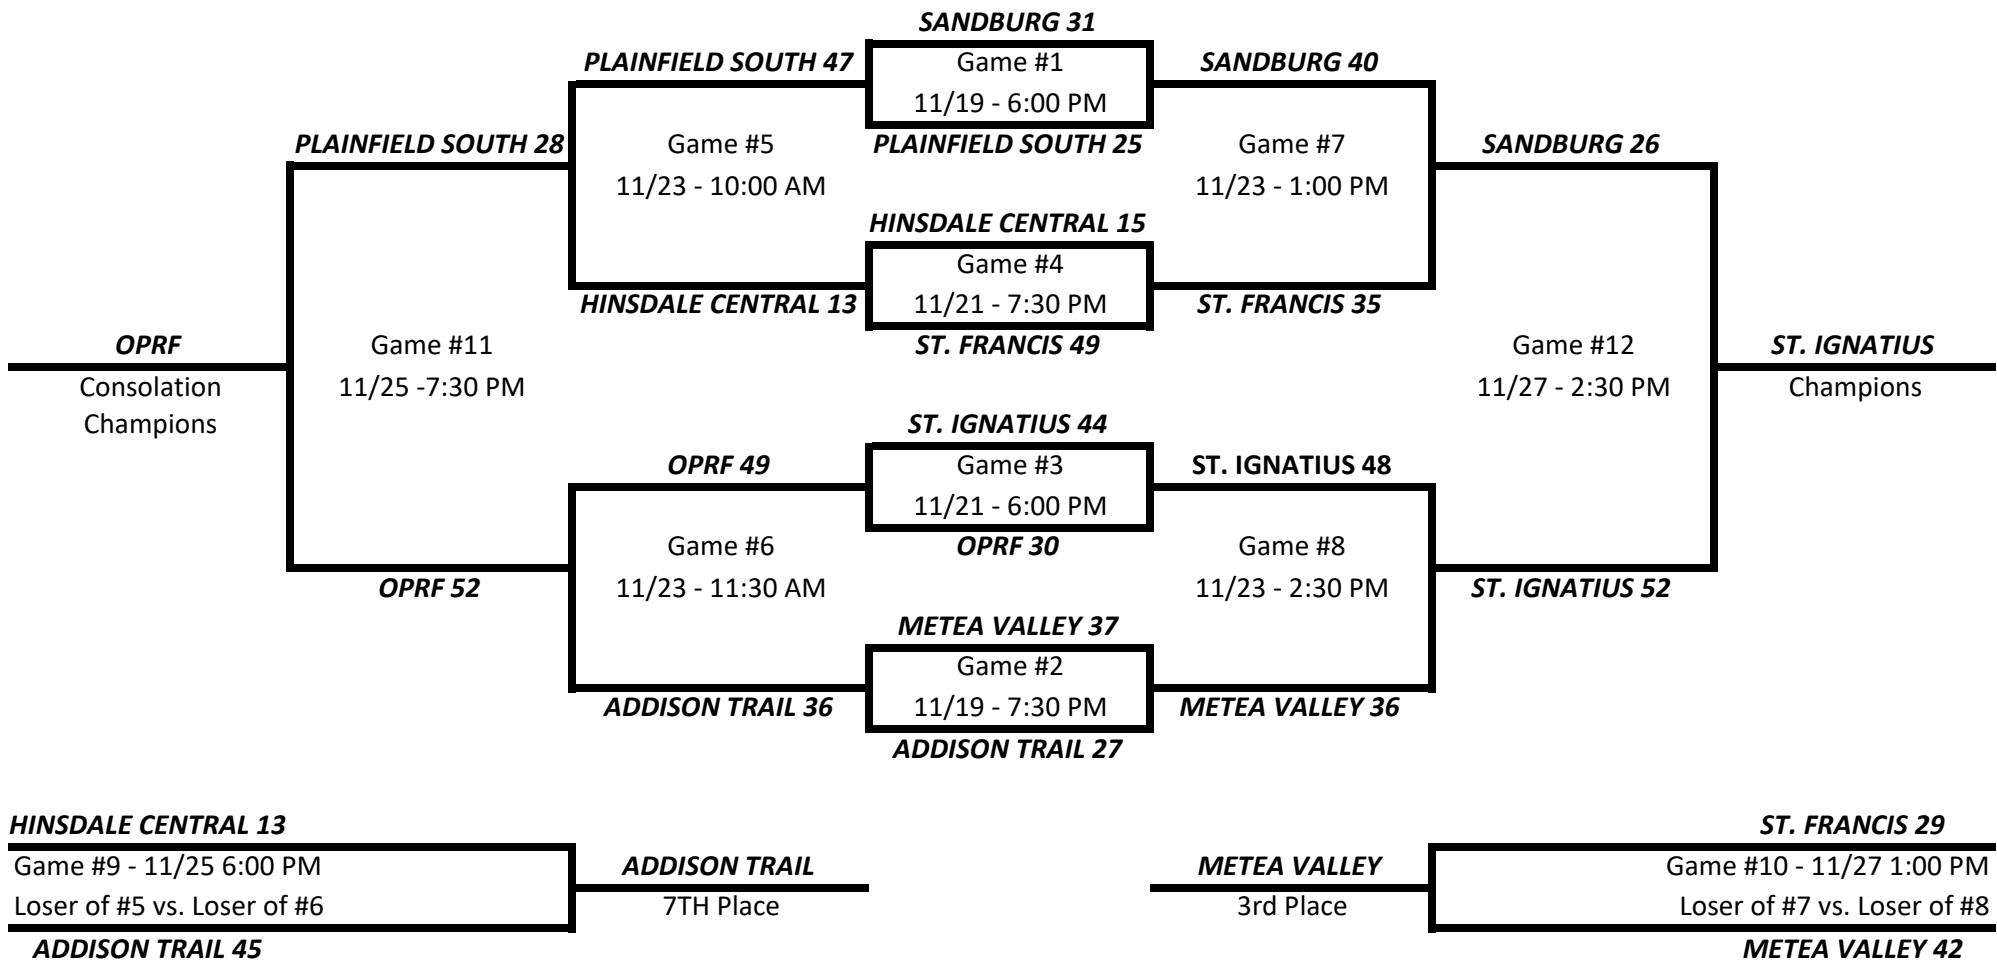 SANDBURG 31
PLAINFIELD SOUTH 47
Game #1
SANDBURG 40
11/19 - 6:00 PM
PLAINFIELD SOUTH 28
Game #5
PLAINFIELD SOUTH 25
Game #7
SANDBURG 26
11/23 - 10:00 AM
11/23 - 1:00 PM
HINSDALE CENTRAL 15
Game #4
HINSDALE CENTRAL 13
11/21 - 7:30 PM
ST. FRANCIS 35
OPRF
Game #11
ST. FRANCIS 49
Game #12
ST. IGNATIUS
Consolation
Champions
11/25 -7:30 PM
11/27 - 2:30 PM
Champions
ST. IGNATIUS 44
OPRF 49
Game #3
ST. IGNATIUS 48
11/21 - 6:00 PM
Game #6
OPRF 30
Game #8
OPRF 52
11/23 - 11:30 AM
11/23 - 2:30 PM
ST. IGNATIUS 52
METEA VALLEY 37
Game #2
ADDISON TRAIL 36
11/19 - 7:30 PM
METEA VALLEY 36
ADDISON TRAIL 27
HINSDALE CENTRAL 13
Game #9 - 11/25 6:00 PM
Loser of #5 vs. Loser of #6
ADDISON TRAIL 45
ADDISON TRAIL
7TH Place
METEA VALLEY
3rd Place
ST. FRANCIS 29
Game #10 - 11/27 1:00 PM
Loser of #7 vs. Loser of #8
METEA VALLEY 42